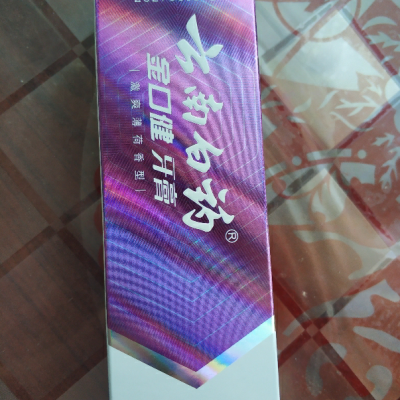 云南白药®
金口健 牙膏
激爽薄荷香型